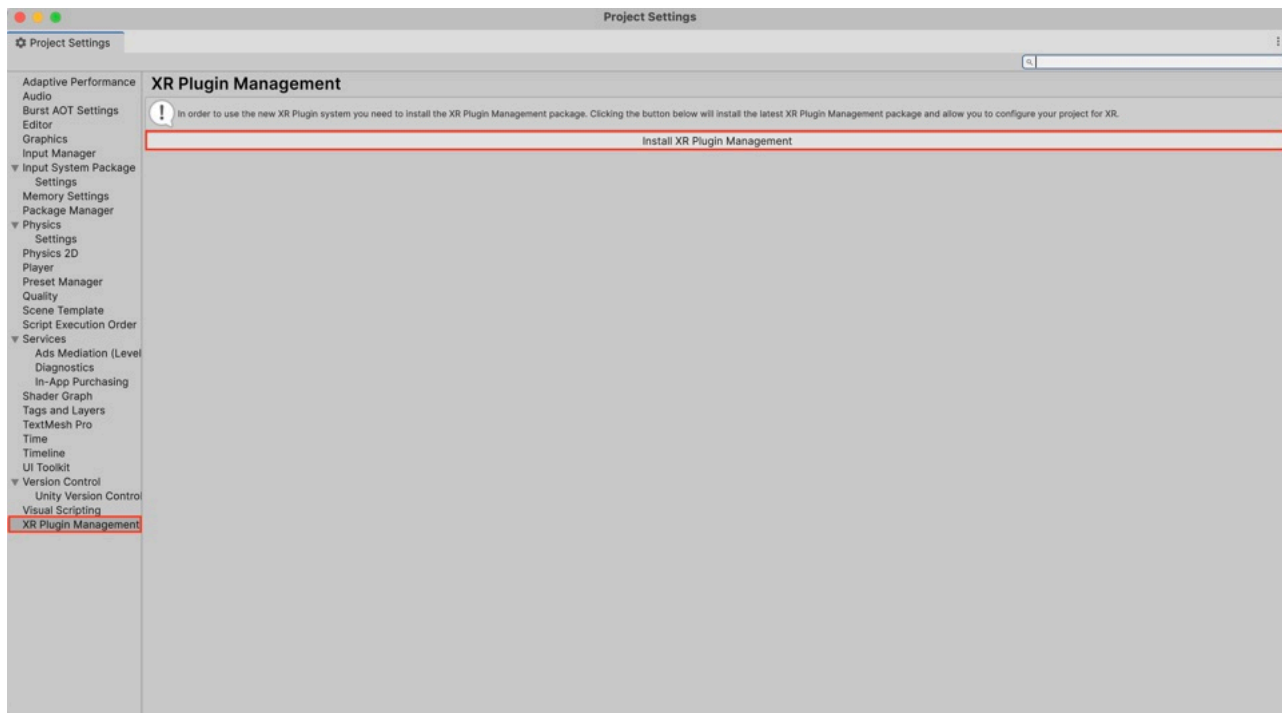 Project Settings
Project Settings
XR Plugin Management
In order to use the new XR Plugin system you need to install the XR Plugin Management package. Clicking the button below will install the latest XR Plugin Management package and allow you to configure your project for XR.
Install XR Plugin Management
Adaptive Performance
Audio
Burst AOT Settings
Editor
Graphics
Input Manager
Input System Package
Settings
Memory Settings
Package Manager
Physics
Settings
Physics 2D
Player
Preset Manager
Quality
Scene Template
Script Execution Order
Services
Ads Mediation (Level
Diagnostics
In-App Purchasing
Shader Graph
Tags and Layers
TextMesh Pro
Time
Timeline
UI Toolkit
Version Control
Unity Version Control
Visual Scripting
XR Plugin Management